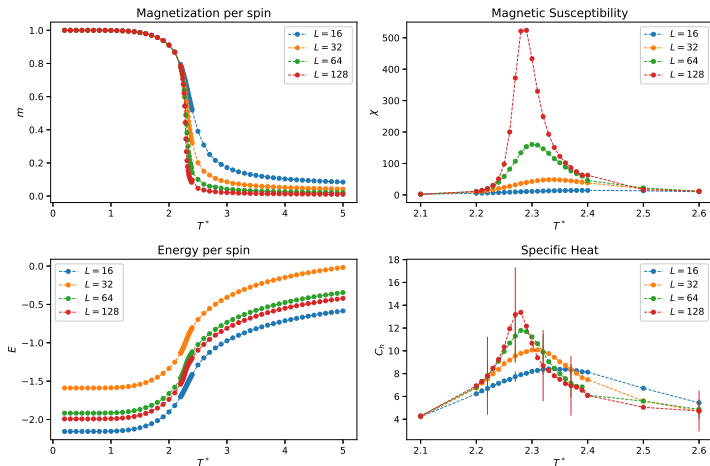 Magnetization per spin
1.0
0.8
0.6
0.4
0.2
0.0
m
0
1
2
3
4
5
T*
L = 16
L = 32
L = 64
L = 128
Magnetic Susceptibility
500
400
300
200
100
0
χ
2.1
2.2
2.3
2.4
2.5
2.6
T*
L = 16
L = 32
L = 64
L = 128
Energy per spin
0.0
−0.5
−1.0
−1.5
−2.0
E
0
1
2
3
4
5
T*
L = 16
L = 32
L = 64
L = 128
Specific Heat
18
16
14
12
10
8
6
4
C_h
2.1
2.2
2.3
2.4
2.5
2.6
T*
L = 16
L = 32
L = 64
L = 128